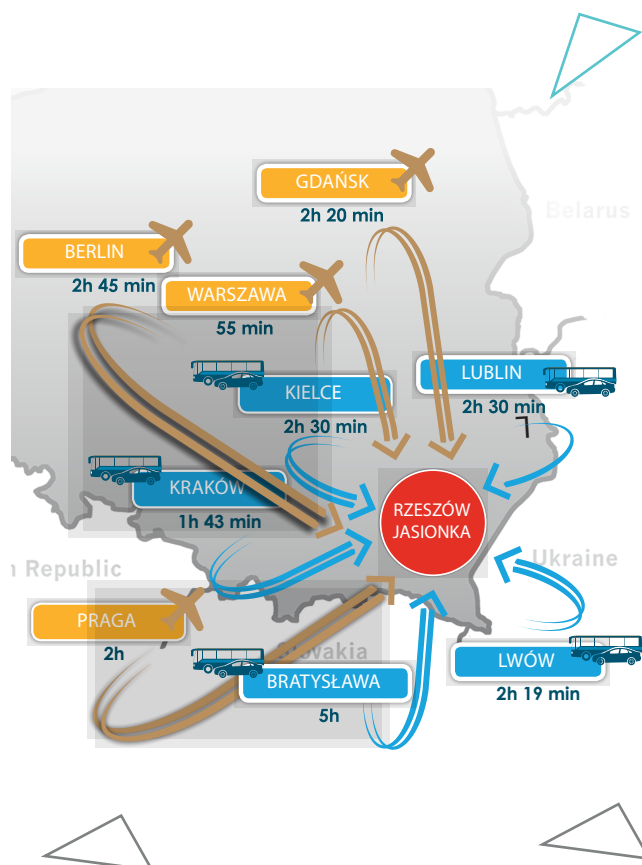 GDAŃSK
2h 20 min
Belarus
BERLIN
2h 45 min
WARSZAWA
55 min
KIELCE
2h 30 min
LUBLIN
2h 30 min
KRAKÓW
1h 43 min
RZESZÓW
JASIONKA
Republic
Ukraine
PRAGA
2h
Slovakia
BRATYSŁAWA
5h
LWÓW
2h 19 min